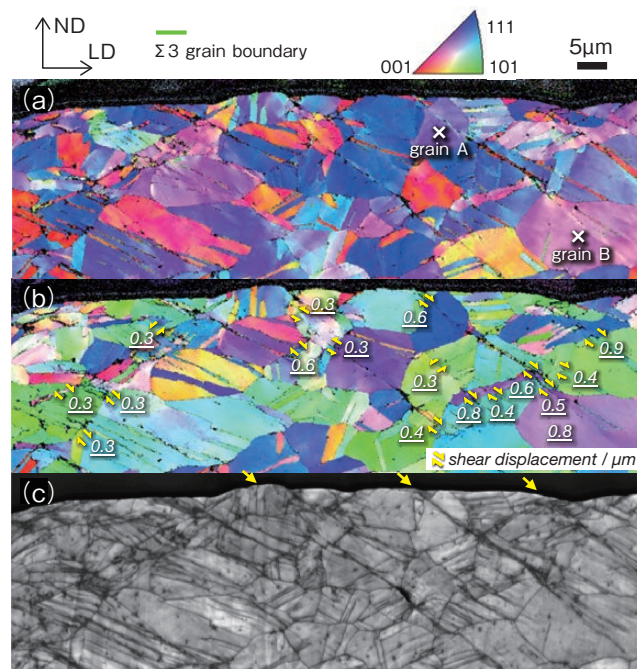 ND
LD
Σ3 grain boundary
111
001
101
5μm
(a)
grain A
grain B
(b)
0.3
0.6
0.9
0.3
0.3
0.6
0.3
0.6
0.4
0.3
0.3
0.8
0.4
0.5
0.3
0.4
0.8
shear displacement / μm
(c)